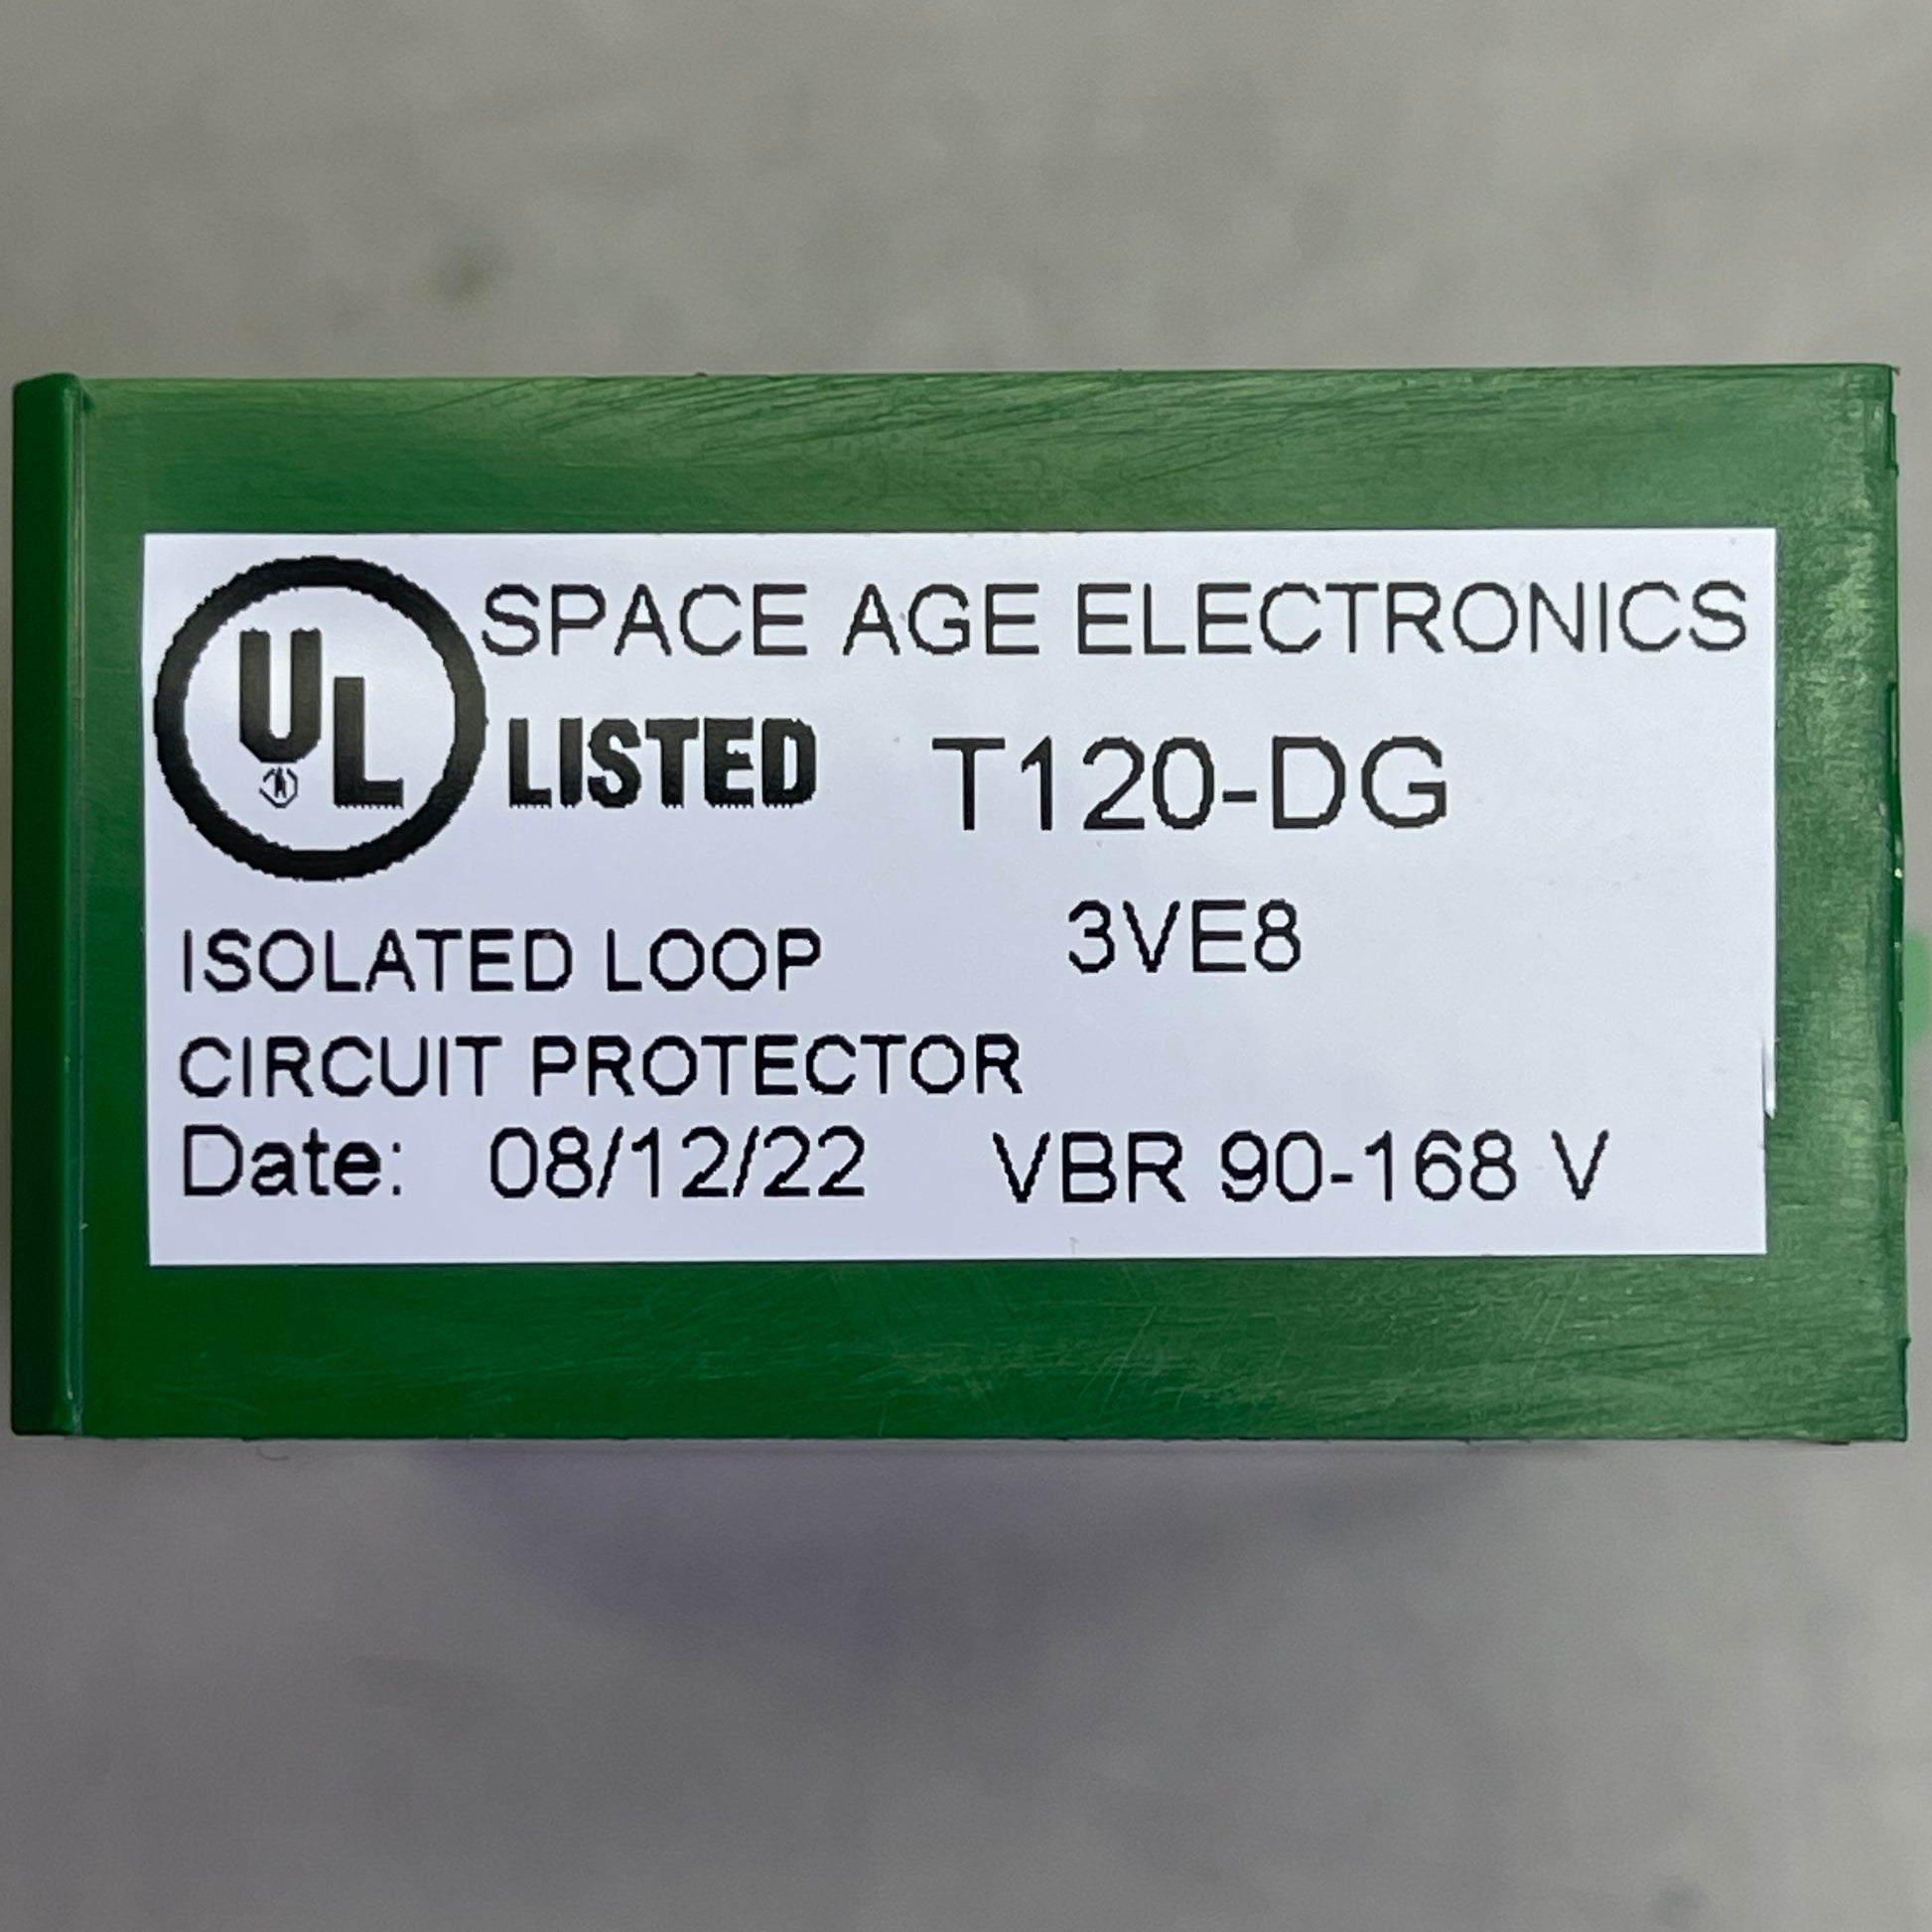 UL SPACE AGE ELECTRONICS
LISTED T120-DG
ISOLATED LOOP 3VE8
CIRCUIT PROTECTOR
Date: 08/12/22 VBR 90-168 V